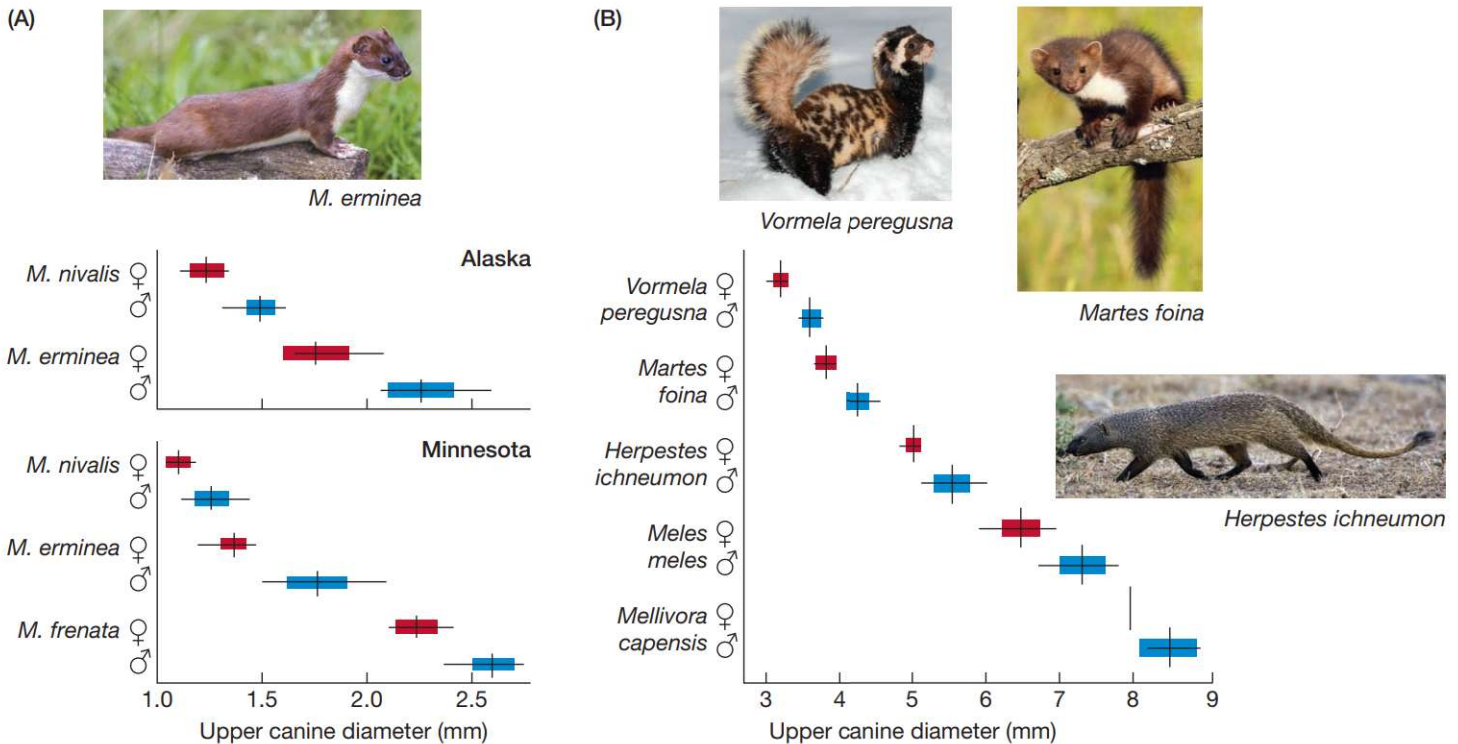 (A)
M. erminea
Alaska
M. nivalis ♀
♂
M. erminea ♀
♂
Minnesota
M. nivalis ♀
♂
M. erminea ♀
♂
M. frenata ♀
♂
1.0 1.5 2.0 2.5
Upper canine diameter (mm)
(B)
Vormela peregusna
Martes foina
Vormela ♀
peregusna ♂
Martes ♀
foina ♂
Herpestes ♀
ichneumon ♂
Herpestes ichneumon
Meles ♀
meles ♂
Mellivora ♀
capensis ♂
3 4 5 6 7 8 9
Upper canine diameter (mm)